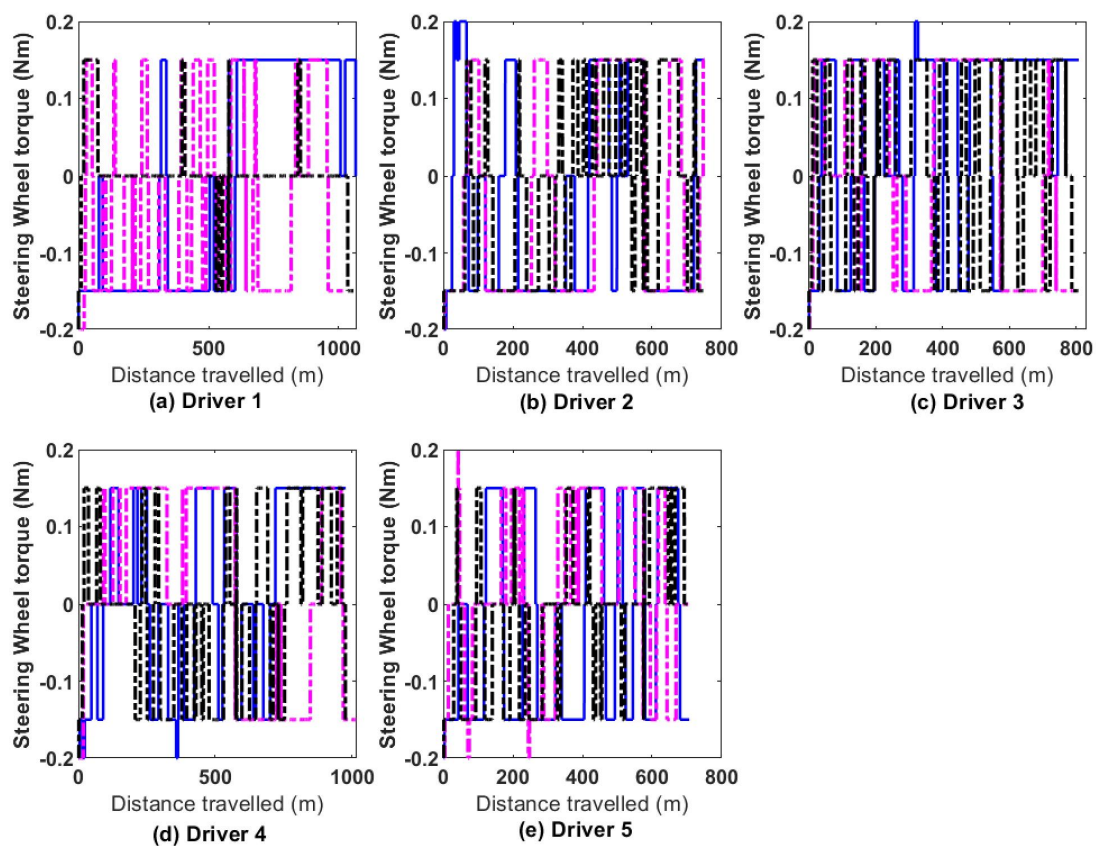 Steering Wheel torque (Nm)
0.2
0.1
0
-0.1
-0.2
0 500 1000
Distance travelled (m)
(a) Driver 1
Steering Wheel torque (Nm)
0.2
0.1
0
-0.1
-0.2
0 200 400 600 800
Distance travelled (m)
(b) Driver 2
Steering Wheel torque (Nm)
0.2
0.1
0
-0.1
-0.2
0 200 400 600 800
Distance travelled (m)
(c) Driver 3
Steering Wheel torque (Nm)
0.2
0.1
0
-0.1
-0.2
0 500 1000
Distance travelled (m)
(d) Driver 4
Steering Wheel torque (Nm)
0.2
0.1
0
-0.1
-0.2
0 200 400 600 800
Distance travelled (m)
(e) Driver 5